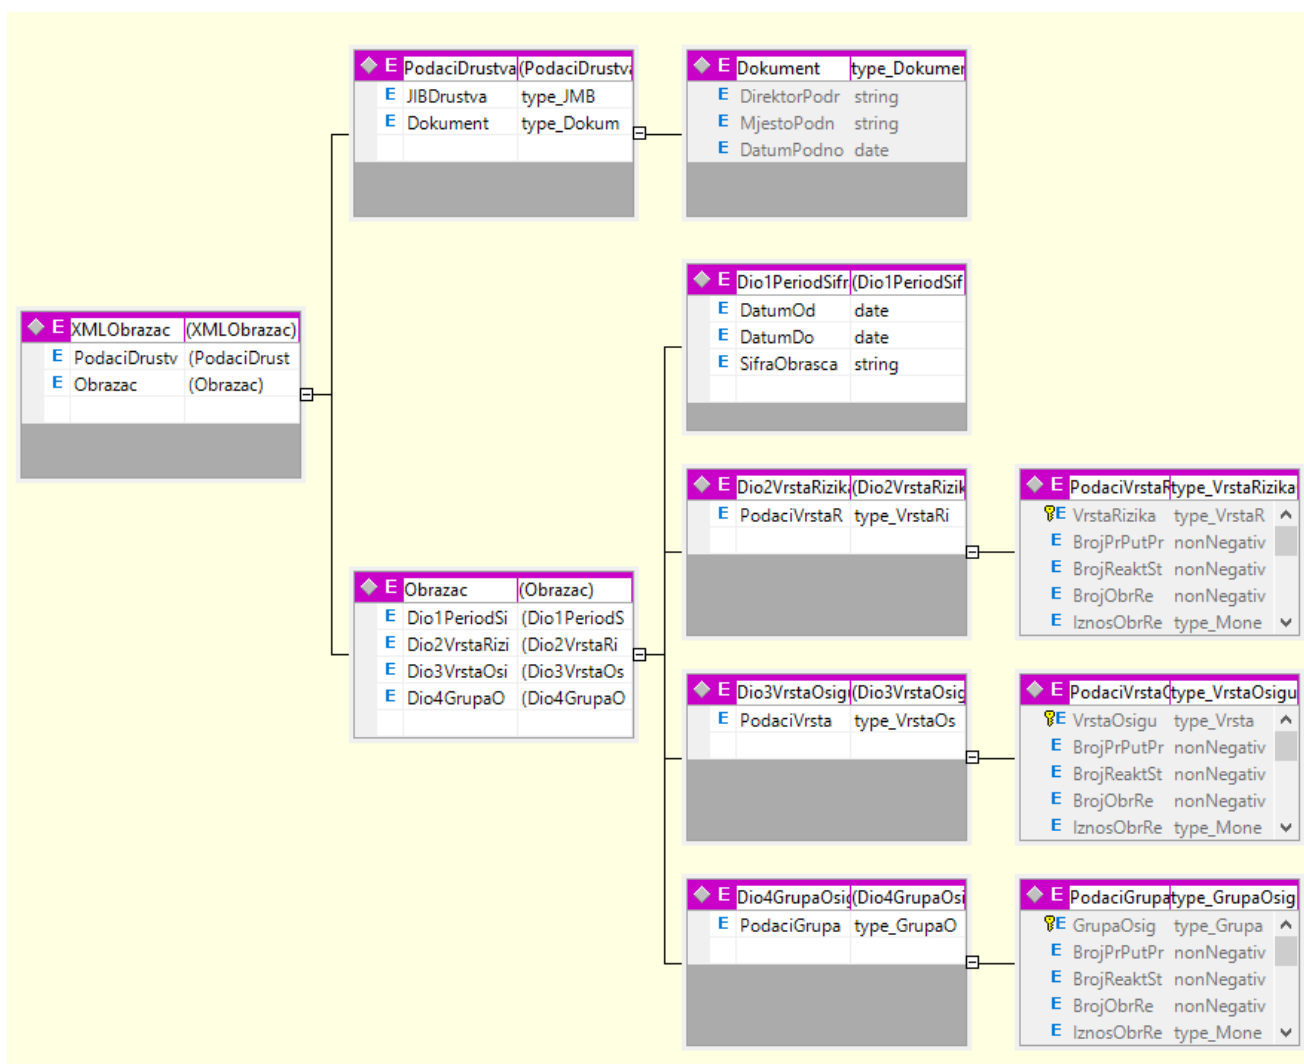 E PodaciDrustva (PodaciDrustva
E JIBDrustva type_JMB
E Dokument type_Dokum
E Dokument type_Dokumen
E DirektorPodr string
E MjestoPodn string
E DatumPodno date
E XMLObrazac (XMLObrazac)
E PodaciDrustv (PodaciDrust
E Obrazac (Obrazac)
E Dio1PeriodSifr (Dio1PeriodSif
E DatumOd date
E DatumDo date
E SifraObrasca string
E Obrazac (Obrazac)
E Dio1PeriodSi (Dio1PeriodS
E Dio2VrstaRizi (Dio2VrstaRi
E Dio3VrstaOsi (Dio3VrstaOs
E Dio4GrupaO (Dio4GrupaO
E Dio2VrstaRizika (Dio2VrstaRizik
E PodaciVrstaR type_VrstaRi
E PodaciVrstaR type_VrstaRizika
E VrstaRizika type_VrstaR
E BrojPrPutPr nonNegativ
E BrojReaktSt nonNegativ
E BrojObrRe nonNegativ
E IznosObrRe type_Mone
E Dio3VrstaOsigu (Dio3VrstaOsig
E PodaciVrsta type_VrstaOs
E PodaciVrstaO type_VrstaOsigu
E VrstaOsigu type_Vrsta
E BrojPrPutPr nonNegativ
E BrojReaktSt nonNegativ
E BrojObrRe nonNegativ
E IznosObrRe type_Mone
E Dio4GrupaOsig (Dio4GrupaOsi
E PodaciGrupa type_GrupaO
E PodaciGrupa type_GrupaOsig
E GrupaOsig type_Grupa
E BrojPrPutPr nonNegativ
E BrojReaktSt nonNegativ
E BrojObrRe nonNegativ
E IznosObrRe type_Mone